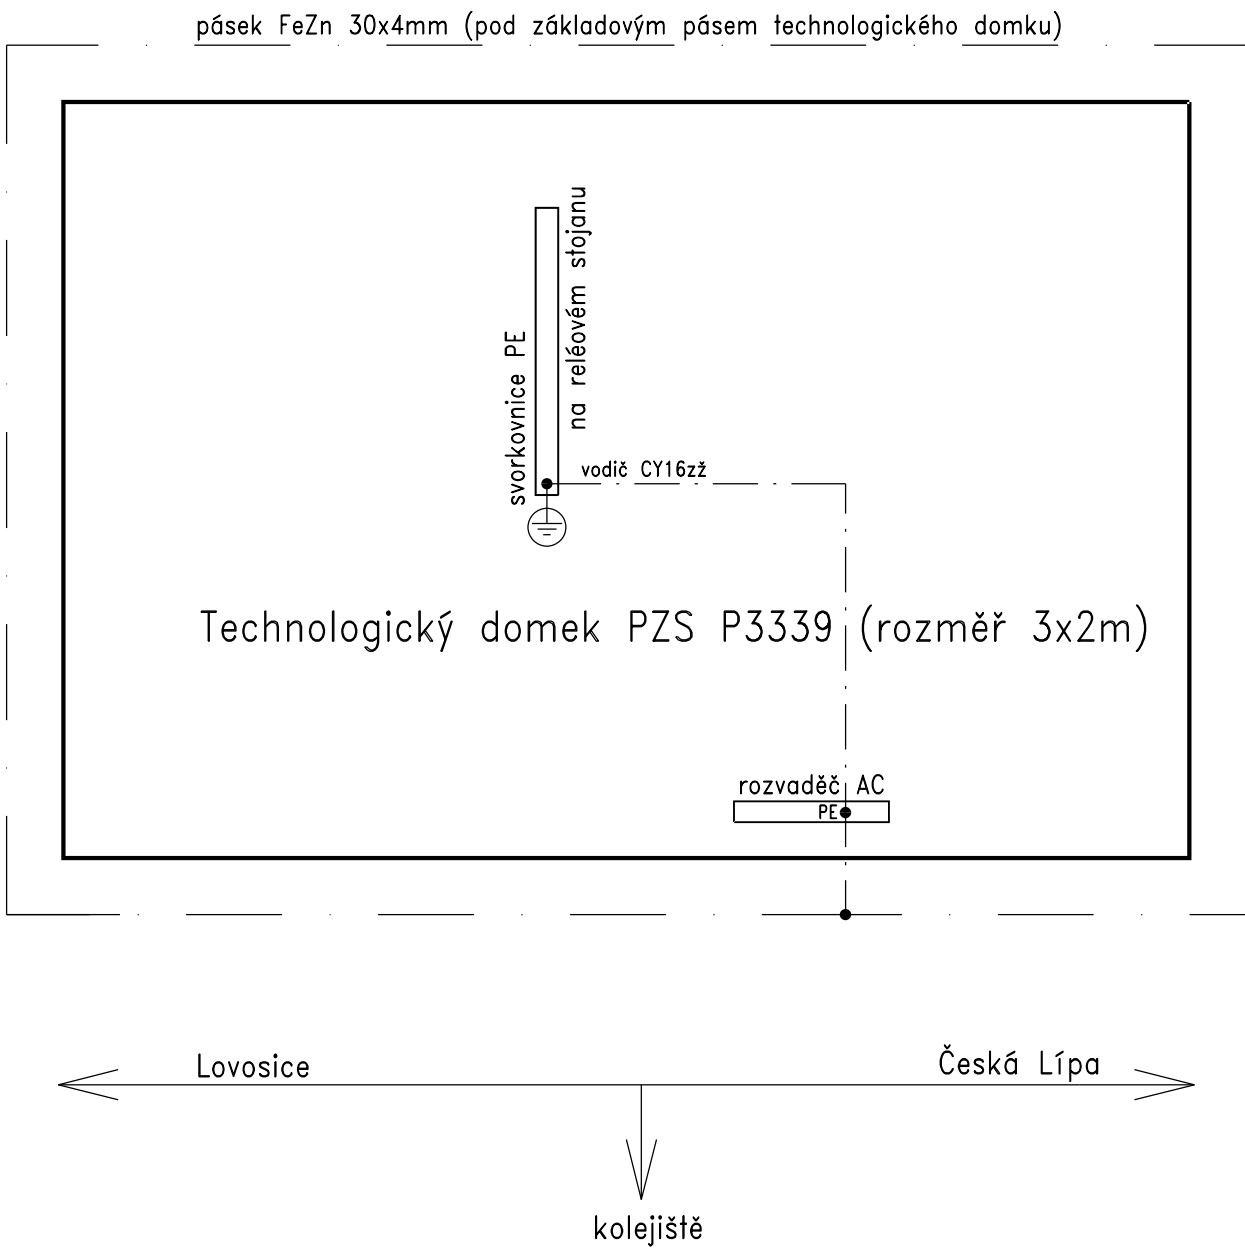 pásek FeZn 30x4mm (pod základovým pásem technologického domku)
svorkovnice PE
na reléovém stojanu
vodič CY16zž
Technologický domek PZS P3339 (rozměř 3x2m)
rozvaděč AC
PE
Lovosice
Česká Lípa
kolejiště